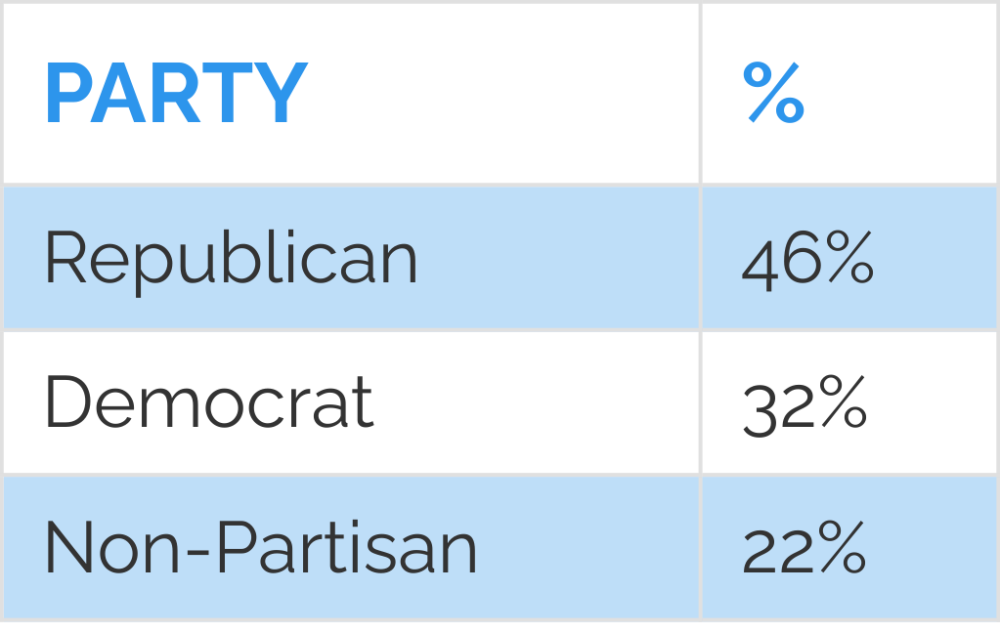 PARTY %
Republican 46%
Democrat 32%
Non-Partisan 22%